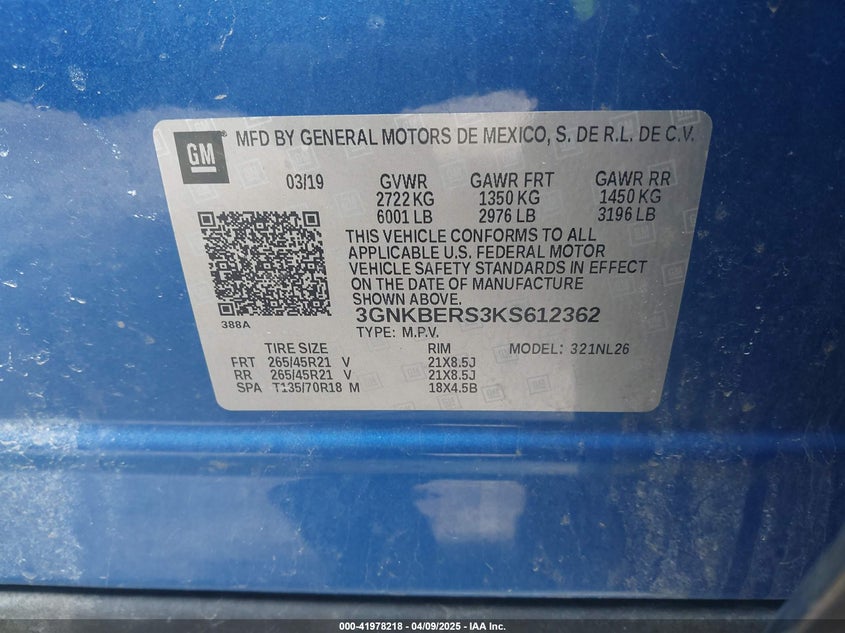 GM
MFD BY GENERAL MOTORS DE MEXICO, S. DE R.L. DE C.V.
03/19 GVWR GAWR FRT GAWR RR
2722 KG 1350 KG 1450 KG
6001 LB 2976 LB 3196 LB
THIS VEHICLE CONFORMS TO ALL
APPLICABLE U.S. FEDERAL MOTOR
VEHICLE SAFETY STANDARDS IN EFFECT
ON THE DATE OF MANUFACTURE
SHOWN ABOVE.
388A
3GNKBERS3KS612362
TYPE: M.P.V.
TIRE SIZE RIM MODEL: 321NL26
FRT 265/45R21 V 21X8.5J
RR 265/45R21 V 21X8.5J
SPA T135/70R18 M 18X4.5B
000-41978218 - 04/09/2025 - IAA Inc.